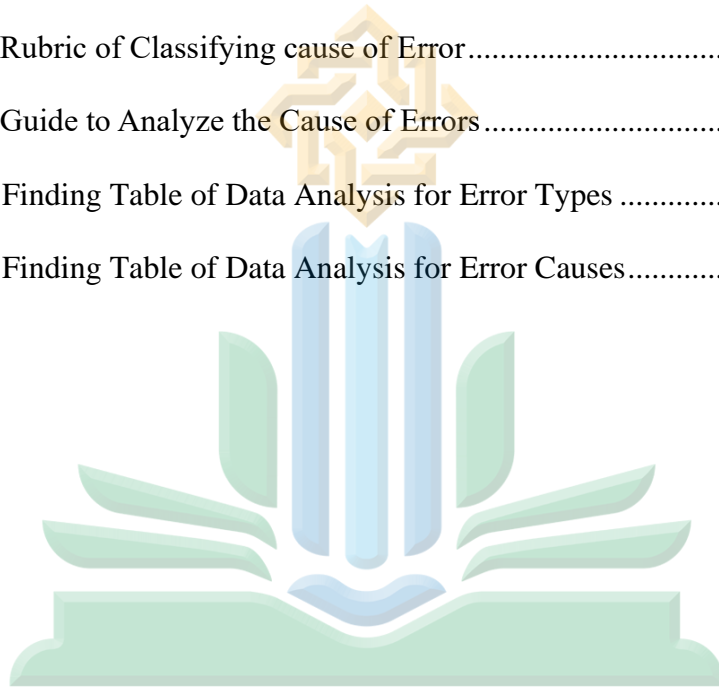 Rubric of Classifying cause of Error................................
Guide to Analyze the Cause of Errors..............................
Finding Table of Data Analysis for Error Types .............
Finding Table of Data Analysis for Error Causes............